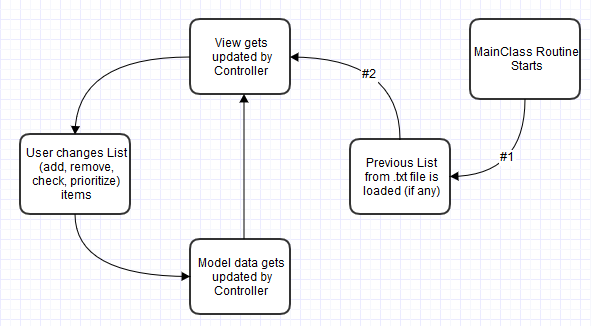 View gets
updated by
Controller
MainClass Routine
Starts
#2
#1
User changes List
(add, remove,
check, prioritize)
items
Previous List
from .txt file is
loaded (if any)
Model data gets
updated by
Controller